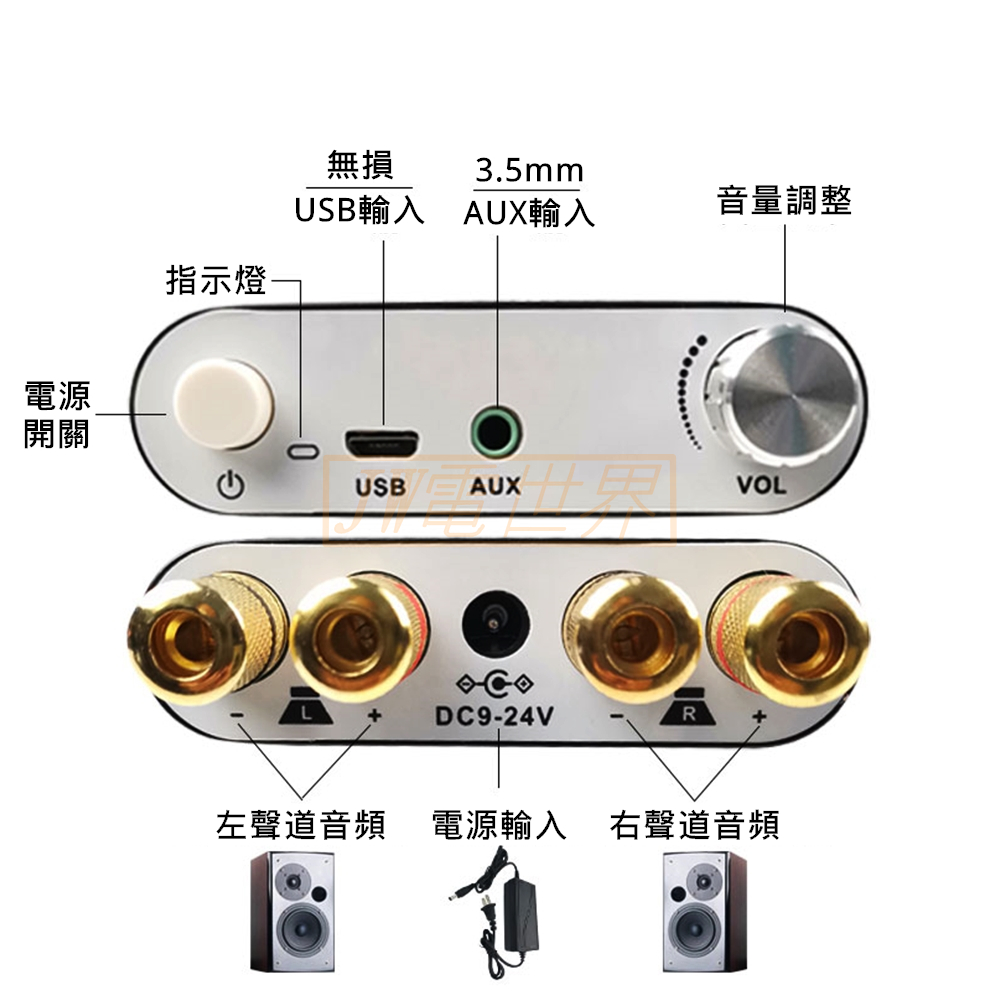 無損
USB輸入
3.5mm
AUX輸入
音量調整
指示燈
電源
開關
USB
AUX
VOL
JW電世界
L
R
- +
DC9-24V
- +
左聲道音頻
電源輸入
右聲道音頻